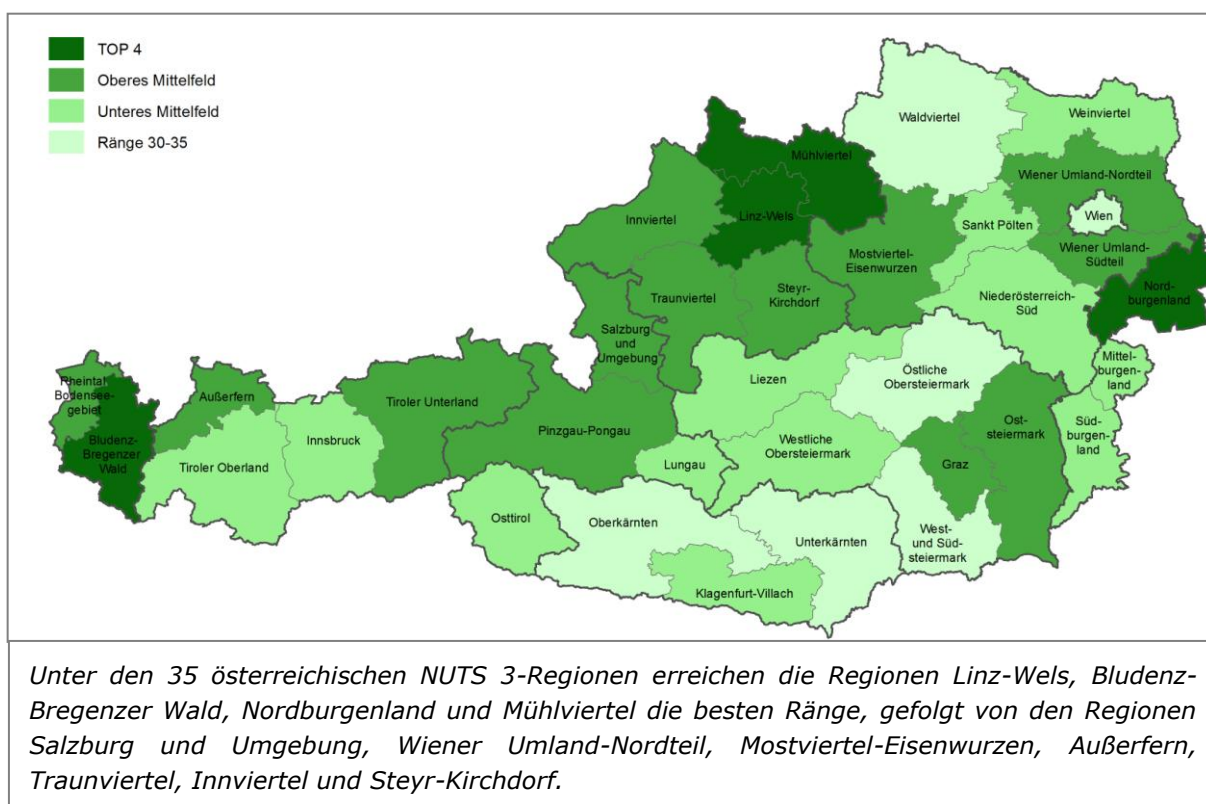 TOP 4
Oberes Mittelfeld
Unteres Mittelfeld
Ränge 30-35
Waldviertel
Weinviertel
Mühlviertel
Wiener Umland-Nordteil
Innviertel
Linz-Wels
Sankt Pölten
Wien
Mostviertel-
Eisenwurzen
Wiener Umland-
Südteil
Nord-
burgenland
Traunviertel
Steyr-
Kirchdorf
Niederösterreich-
Süd
Salzburg
und
Umgebung
Mittel-
burgen-
land
Östliche
Obersteiermark
Liezen
Rheintal-
Bodensee-
gebiet
Außerfern
Tiroler Unterland
Bludenz-
Bregenzer
Wald
Innsbruck
Pinzgau-Pongau
Ost-
steiermark
Süd-
burgen-
land
Tiroler Oberland
Westliche
Obersteiermark
Lungau
Graz
Osttirol
Oberkärnten
Unterkärnten
West-
und Süd-
steiermark
Klagenfurt-Villach
Unter den 35 österreichischen NUTS 3-Regionen erreichen die Regionen Linz-Wels, Bludenz-
Bregenzer Wald, Nordburgenland und Mühlviertel die besten Ränge, gefolgt von den Regionen
Salzburg und Umgebung, Wiener Umland-Nordteil, Mostviertel-Eisenwurzen, Außerfern,
Traunviertel, Innviertel und Steyr-Kirchdorf.